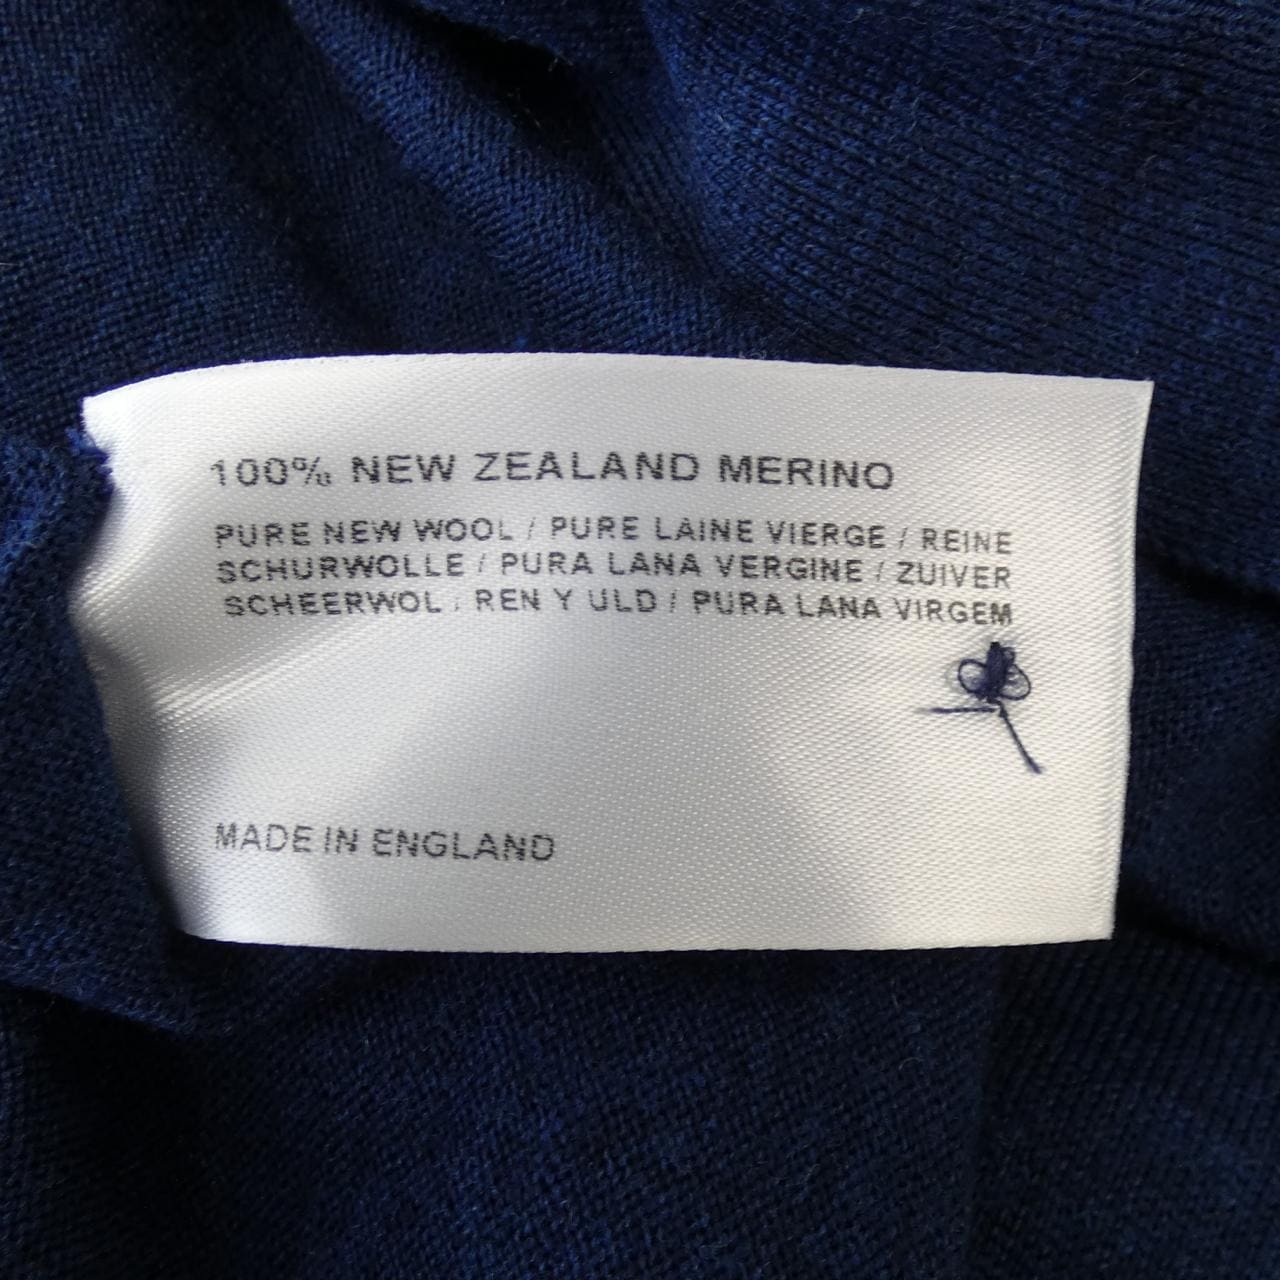 100% NEW ZEALAND MERINO
PURE NEW WOOL / PURE LAINE VIERGE / REINE
SCHURWOLLE / PURA LANA VERGINE / ZUIVER
SCHEERWOL / REN Y ULD / PURA LANA VIRGEM
MADE IN ENGLAND